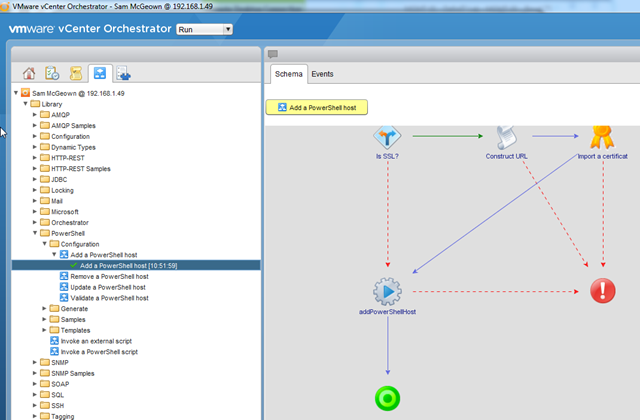 VMware vCenter Orchestrator - Sam McGeown @ 192.168.1.49
vmware vCenter Orchestrator
Run
Schema
Events
Add a PowerShell host
Is SSL?
Construct URL
Import a certificat
addPowerShellHost
Sam McGeown @ 192.168.1.49
Library
AMQP
AMQP Samples
Configuration
Dynamic Types
HTTP-REST
HTTP-REST Samples
JDBC
Locking
Mail
Microsoft
Orchestrator
PowerShell
Configuration
Add a PowerShell host
Add a PowerShell host [10:51:59]
Remove a PowerShell host
Update a PowerShell host
Validate a PowerShell host
Generate
Samples
Templates
Invoke an external script
Invoke a PowerShell script
SNMP
SNMP Samples
SOAP
SQL
SSH
Tagging